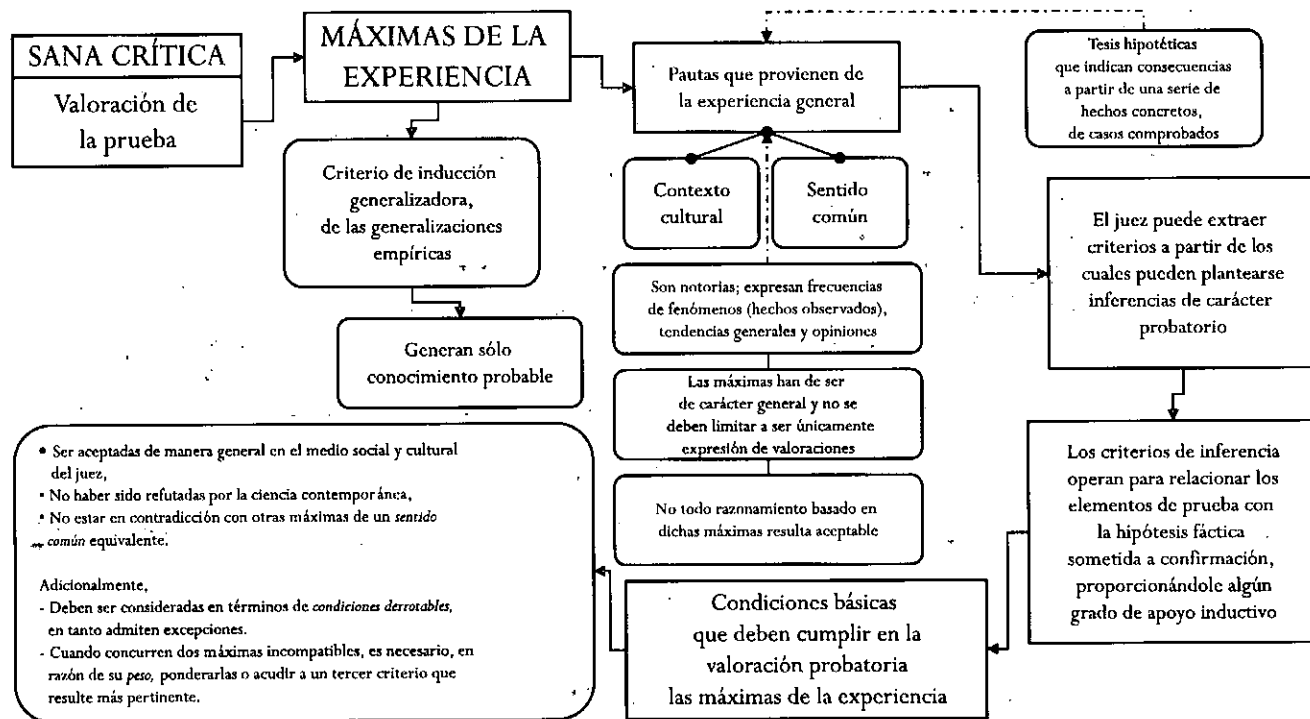 SANA CRÍTICA
Valoración de
la prueba
MÁXIMAS DE LA
EXPERIENCIA
Criterio de inducción
generalizadora,
de las generalizaciones
empíricas
Generan sólo
conocimiento probable
Pautas que provienen de
la experiencia general
Contexto
cultural
Sentido
común
Son notorias; expresan frecuencias
de fenómenos (hechos observados),
tendencias generales y opiniones
Las máximas han de ser
de carácter general y no se
deben limitar a ser únicamente
expresión de valoraciones
No todo razonamiento basado en
dichas máximas resulta aceptable
Tesis hipotéticas
que indican consecuencias
a partir de una serie de
hechos concretos,
de casos comprobados
El juez puede extraer
criterios a partir de los
cuales pueden plantearse
inferencias de carácter
probatorio
Los criterios de inferencia
operan para relacionar los
elementos de prueba con
la hipótesis fáctica
sometida a confirmación,
proporcionándole algún
grado de apoyo inductivo
Condiciones básicas
que deben cumplir en la
valoración probatoria
las máximas de la experiencia
• Ser aceptadas de manera general en el medio social y cultural
del juez,
• No haber sido refutadas por la ciencia contemporánea,
• No estar en contradicción con otras máximas de un sentido
común equivalente.
Adicionalmente,
- Deben ser consideradas en términos de condiciones derrotables,
en tanto admiten excepciones.
- Cuando concurren dos máximas incompatibles, es necesario, en
razón de su peso, ponderarlas o acudir a un tercer criterio que
resulte más pertinente.